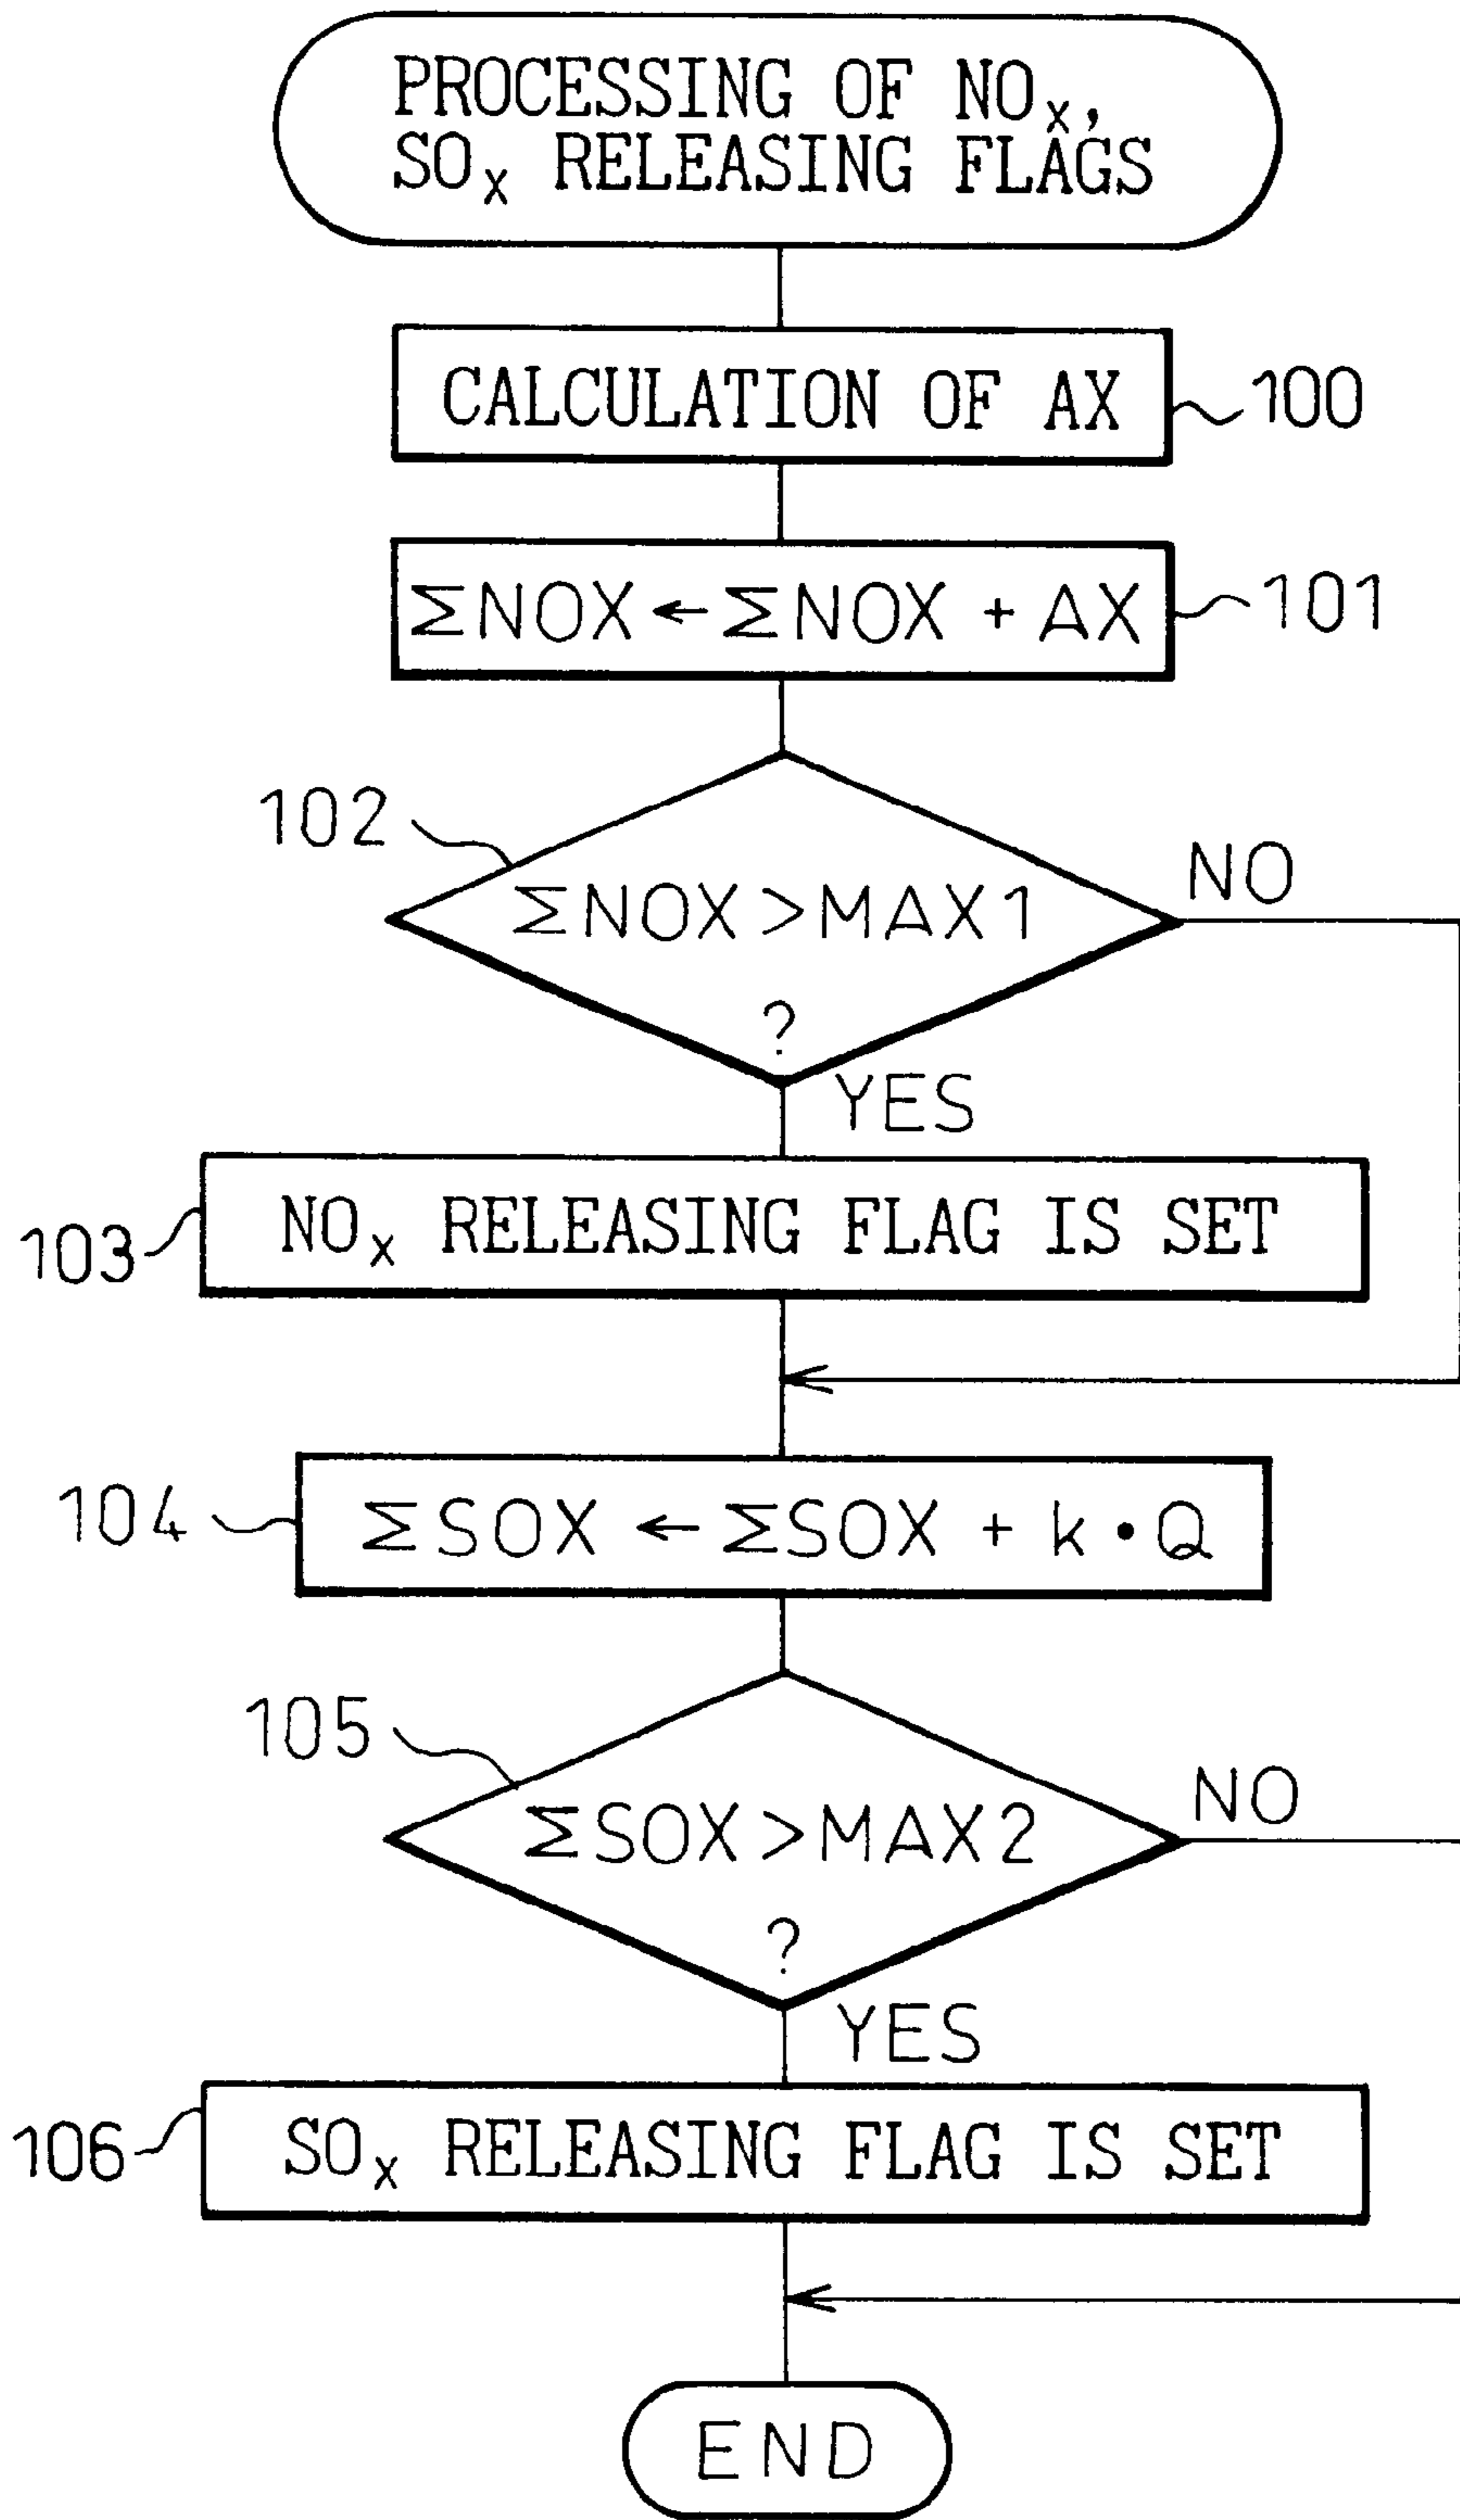 PROCESSING OF NOx,
SOx RELEASING FLAGS
CALCULATION OF AX
100
ΣNOX←ΣNOX + AX
101
102
ΣNOX>MAX1
?
NO
YES
103
NOx RELEASING FLAG IS SET
104
ΣSOX ← ΣSOX + k•Q
105
ΣSOX>MAX2
?
NO
YES
106
SOx RELEASING FLAG IS SET
END